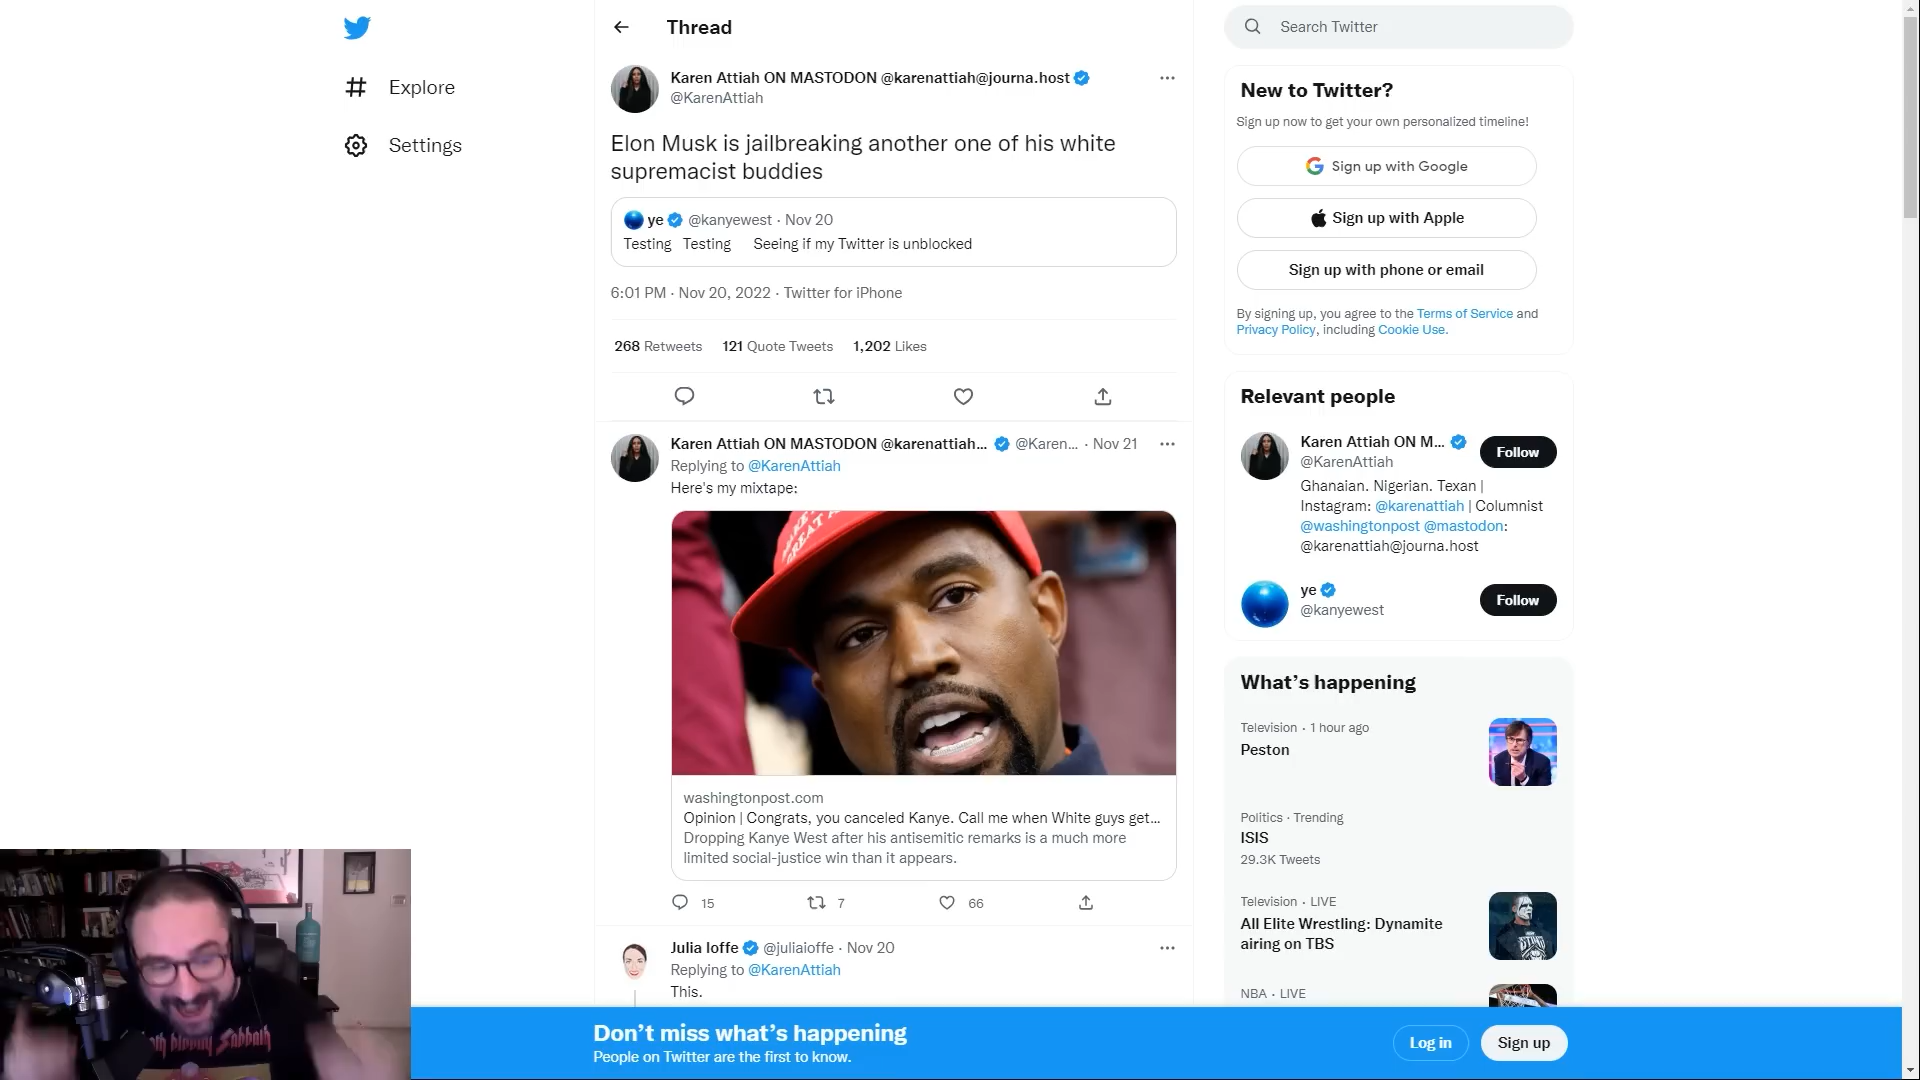 Explore
Settings
Thread
Karen Attiah ON MASTODON @karenattiah@journa.host
@KarenAttiah
Elon Musk is jailbreaking another one of his white
supremacist buddies
ye @kanyewest · Nov 20
Testing Testing Seeing if my Twitter is unblocked
6:01 PM · Nov 20, 2022 · Twitter for iPhone
268 Retweets 121 Quote Tweets 1,202 Likes
Karen Attiah ON MASTODON @karenattiah... @Karen... · Nov 21
Replying to @KarenAttiah
Here's my mixtape:
GREAT
washingtonpost.com
Opinion | Congrats, you canceled Kanye. Call me when White guys get...
Dropping Kanye West after his antisemitic remarks is a much more
limited social-justice win than it appears.
15 7 66
Julia Ioffe @juliaioffe · Nov 20
Replying to @KarenAttiah
This.
Search Twitter
New to Twitter?
Sign up now to get your own personalized timeline!
Sign up with Google
Sign up with Apple
Sign up with phone or email
By signing up, you agree to the Terms of Service and
Privacy Policy, including Cookie Use.
Relevant people
Karen Attiah ON M...
@KarenAttiah
Follow
Ghanaian. Nigerian. Texan |
Instagram: @karenattiah | Columnist
@washingtonpost @mastodon:
@karenattiah@journa.host
ye
@kanyewest
Follow
What's happening
Television · 1 hour ago
Peston
Politics · Trending
ISIS
29.3K Tweets
Television · LIVE
All Elite Wrestling: Dynamite
airing on TBS
NBA · LIVE
Don't miss what's happening
People on Twitter are the first to know.
Log in
Sign up
Sabbath